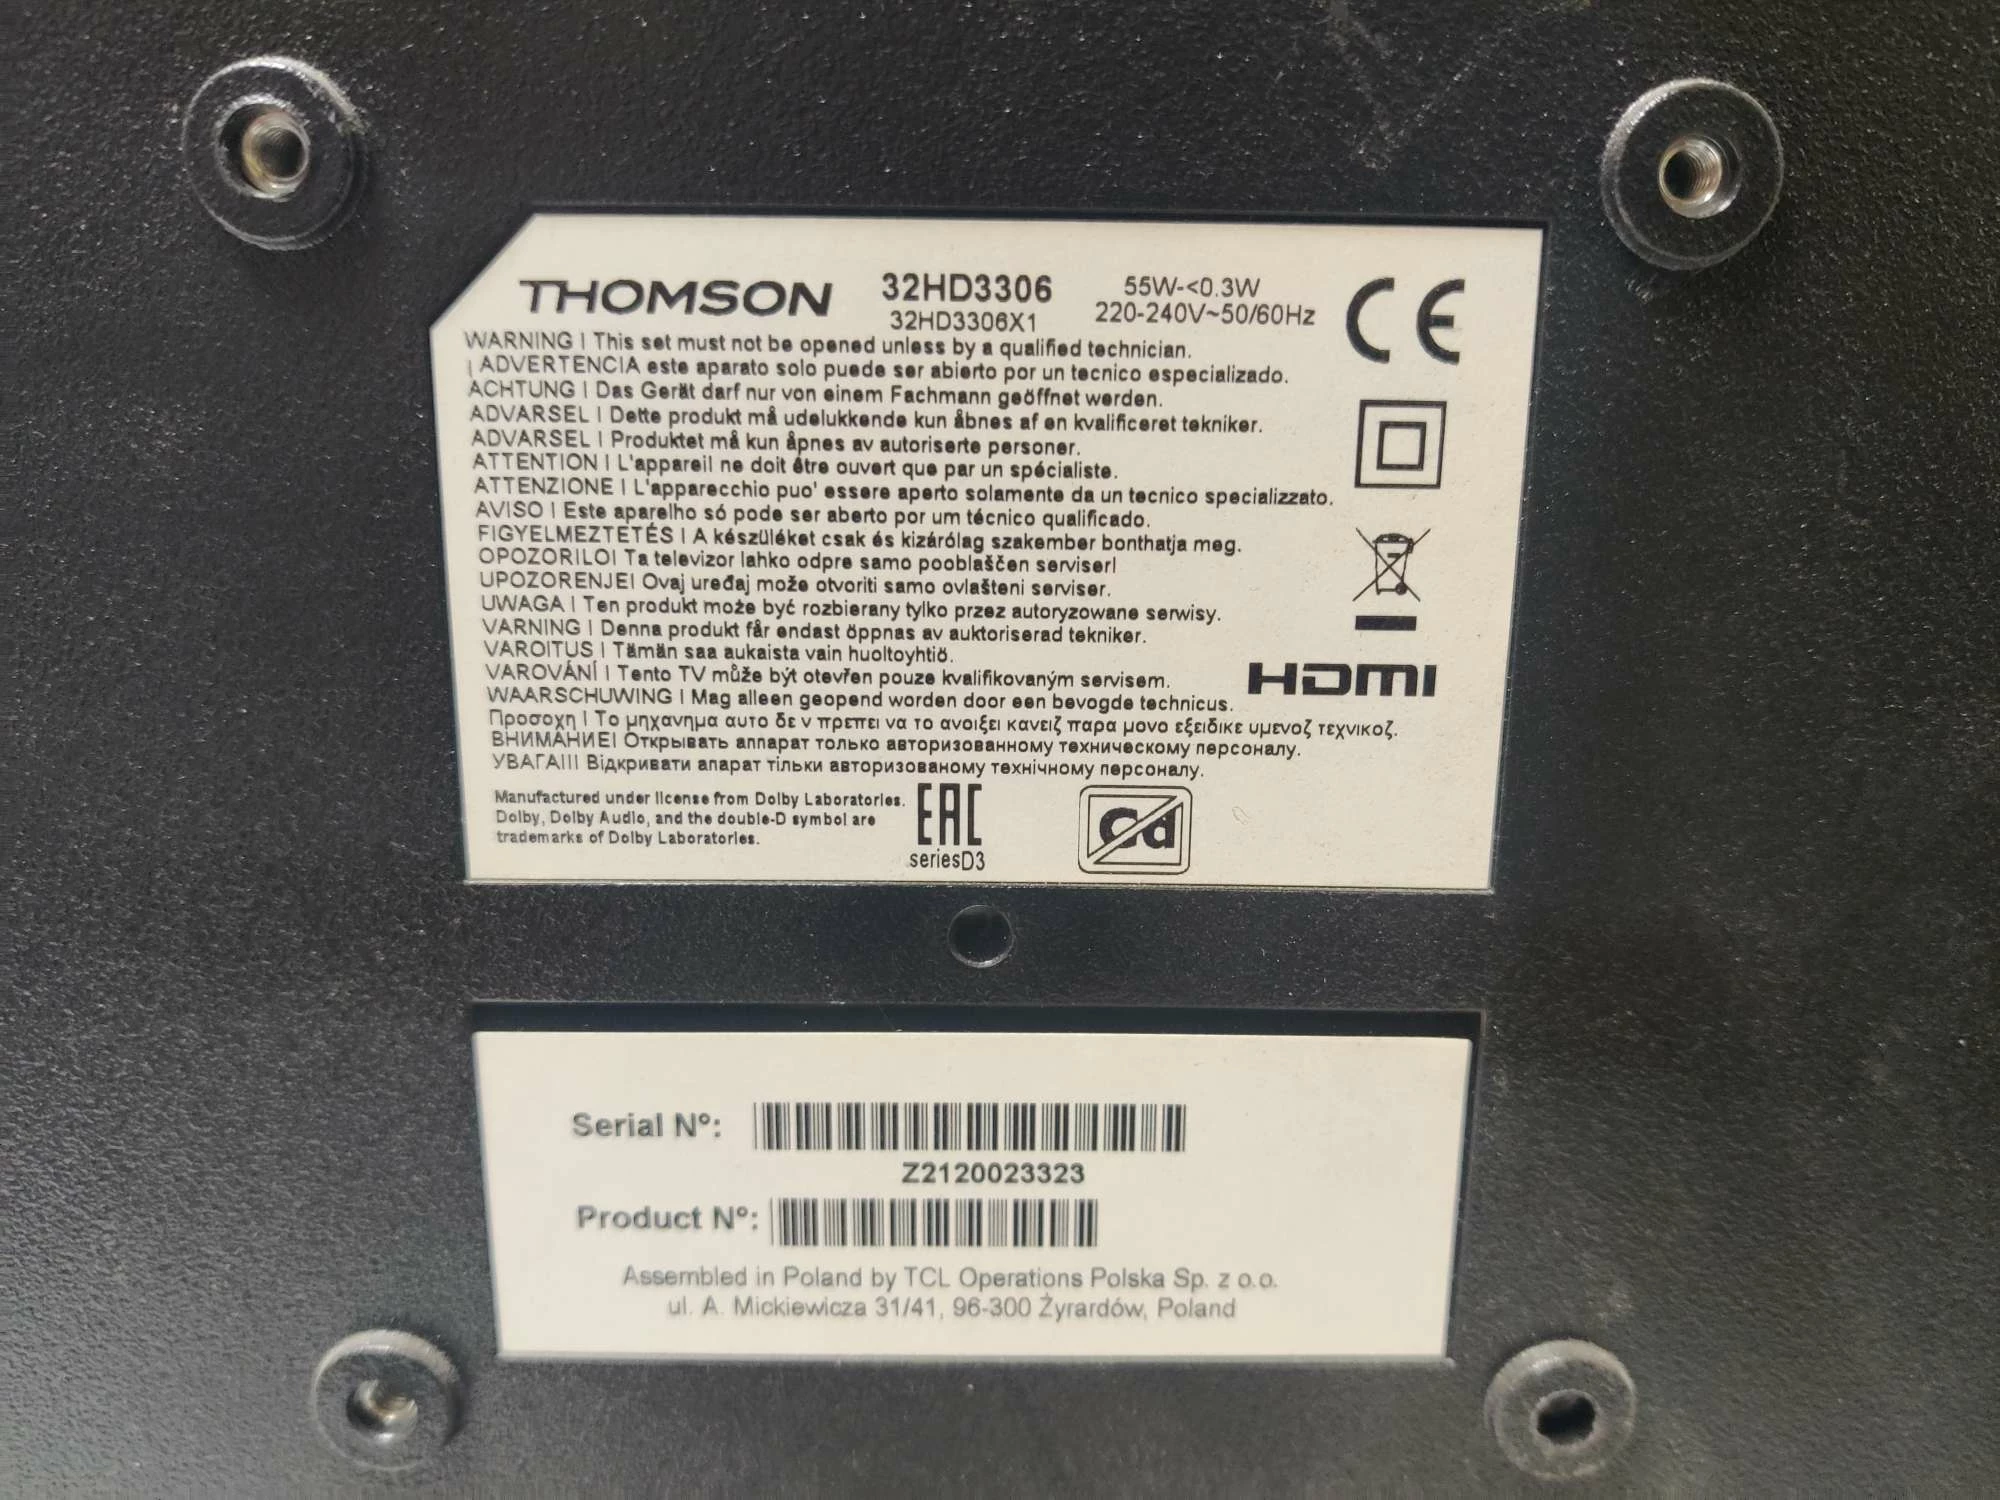 THOMSON 32HD3306 55W-<0.3W
32HD3306X1 220-240V~50/60Hz
CE
WARNING ! This set must not be opened unless by a qualified technician.
¡ ADVERTENCIA este aparato solo puede ser abierto por un tecnico especializado.
ACHTUNG ! Das Gerät darf nur von einem Fachmann geöffnet werden.
ADVARSEL ! Dette produkt må udelukkende kun åbnes af en kvalificeret tekniker.
ADVARSEL ! Produktet må kun åpnes av autoriserte personer.
ATTENTION ! L'appareil ne doit être ouvert que par un spécialiste.
ATTENZIONE ! L'apparecchio puo' essere aperto solamente da un tecnico specializzato.
AVISO ! Este aparelho só pode ser aberto por um técnico qualificado.
FIGYELMEZTETÉS ! A készüléket csak és kizárólag szakember bonthatja meg.
OPOZORILO! Ta televizor lahko odpre samo pooblaščen serviser!
UPOZORENJE! Ovaj uređaj može otvoriti samo ovlašteni serviser.
UWAGA ! Ten produkt może być rozbierany tylko przez autoryzowane serwisy.
VARNING ! Denna produkt får endast öppnas av auktoriserad tekniker.
VAROITUS ! Tämän saa aukaista vain huoltoyhtiö.
VAROVÁNÍ ! Tento TV může být otevřen pouze kvalifikovaným servisem.
HDMI
WAARSCHUWING ! Mag alleen geopend worden door een bevogde technicus.
Προσοχη ! Το μηχανημα αυτο δε ν πρεπει να το ανοιξει κανειζ παρα μονο εξειδικε υμενοζ τεχνικοζ.
ВНИМАНИЕ! Открывать аппарат только авторизованному техническому персоналу.
УВАГА!!! Відкривати апарат тільки авторизованому технічному персоналу.
Manufactured under license from Dolby Laboratories.
Dolby, Dolby Audio, and the double-D symbol are
trademarks of Dolby Laboratories.
EAC
seriesD3
Cd
Serial N°:
Z2120023323
Product N°:
Assembled in Poland by TCL Operations Polska Sp. z o.o.
ul. A. Mickiewicza 31/41, 96-300 Żyrardów, Poland